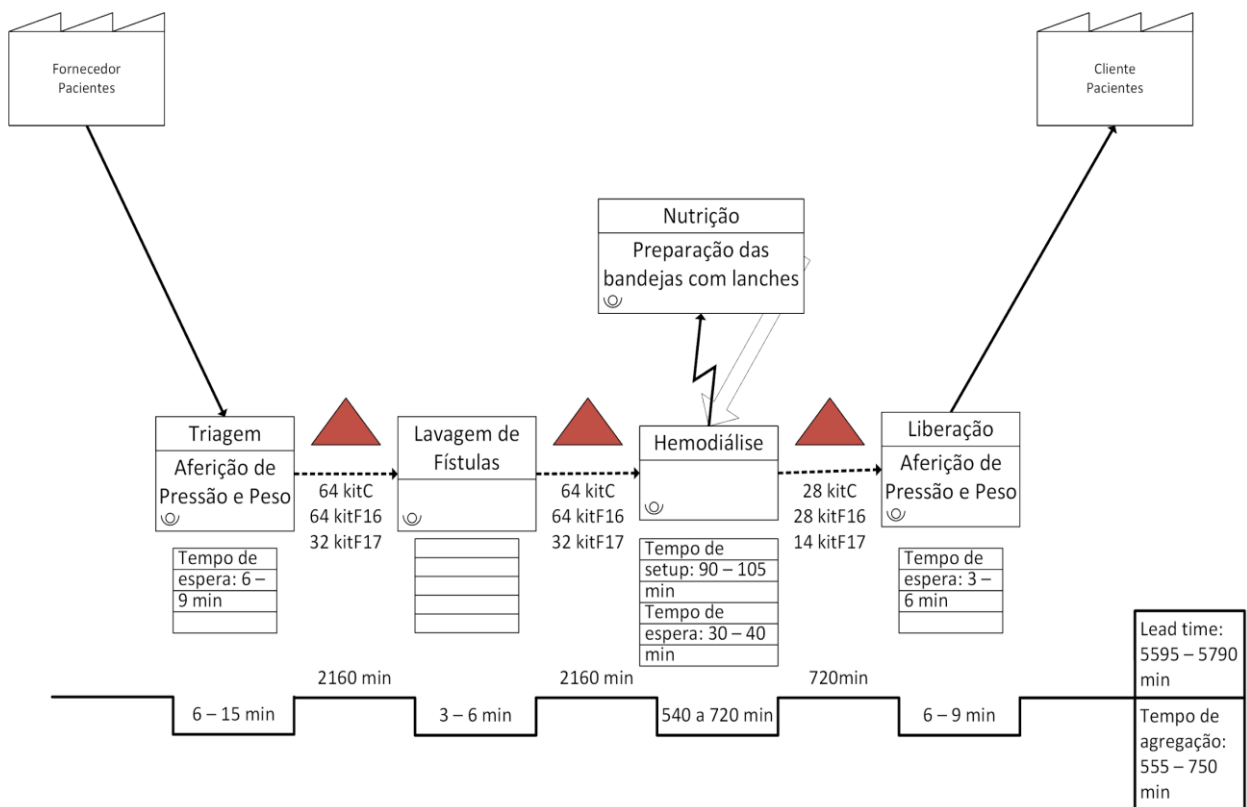 Fornecedor
Pacientes
Cliente
Pacientes
Nutrição
Preparação das
bandejas com lanches
Triagem
Aferição de
Pressão e Peso
64 kitC
64 kitF16
32 kitF17
Lavagem de
Fístulas
64 kitC
64 kitF16
32 kitF17
Hemodiálise
28 kitC
28 kitF16
14 kitF17
Liberação
Aferição de
Pressão e Peso
Tempo de
espera: 6 –
9 min
Tempo de
setup: 90 – 105
min
Tempo de
espera: 30 – 40
min
Tempo de
espera: 3 –
6 min
6 – 15 min
2160 min
3 – 6 min
2160 min
540 a 720 min
720min
6 – 9 min
Lead time:
5595 – 5790
min
Tempo de
agregação:
555 – 750
min